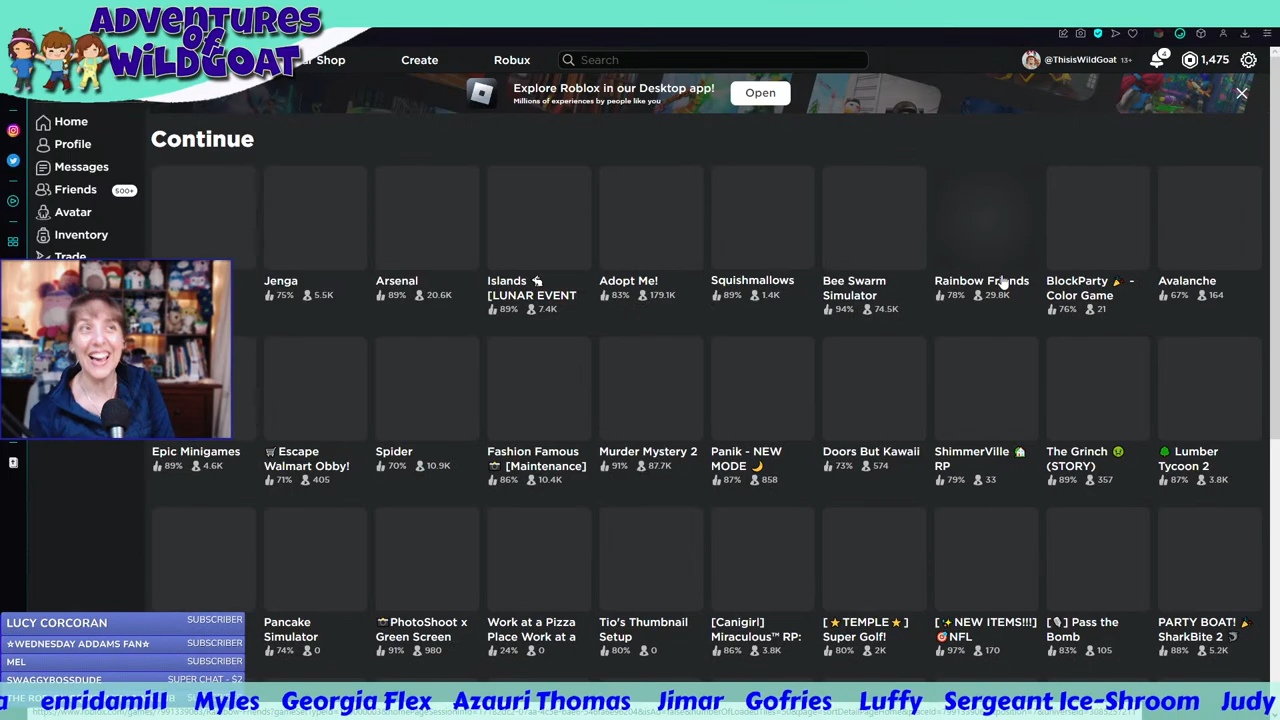 ADVENTURES
of
WILDGOAT
Shop
Create
Robux
Search
@ThisisWildGoat 13+
4
1,475
Explore Roblox in our Desktop app!
Millions of experiences by people like you
Open
Home
Profile
Messages
Friends 500+
Avatar
Inventory
Trade
Continue
Jenga
75% 5.5K
Arsenal
89% 20.6K
Islands
[LUNAR EVENT
89% 7.4K
Adopt Me!
83% 179.1K
Squishmallows
89% 1.4K
Bee Swarm
Simulator
94% 74.5K
Rainbow Friends
78% 29.8K
BlockParty 🎉 -
Color Game
76% 21
Avalanche
67% 164
Epic Minigames
89% 4.6K
🛒Escape
Walmart Obby!
71% 405
Spider
70% 10.9K
Fashion Famous
📸 [Maintenance]
86% 10.4K
Murder Mystery 2
91% 87.7K
Panik - NEW
MODE 🌙
87% 858
Doors But Kawaii
73% 574
ShimmerVille 🏡
RP
79% 33
The Grinch
(STORY)
89% 357
🌲 Lumber
Tycoon 2
87% 3.8K
Pancake
Simulator
74% 0
📸PhotoShoot x
Green Screen
91% 980
Work at a Pizza
Place Work at a
24% 0
Tio's Thumbnail
Setup
80% 0
[Canigirl]
Miraculous™ RP:
86% 3.8K
[⭐TEMPLE⭐]
Super Golf!
80% 2K
[✨NEW ITEMS!!!]
🎯NFL
97% 170
[🎙️] Pass the
Bomb
83% 105
PARTY BOAT! 🎉
SharkBite 2
88% 5.2K
LUCY CORCORAN SUBSCRIBER
☆WEDNESDAY ADDAMS FAN☆ SUBSCRIBER
MEL SUBSCRIBER
SWAGGYBOSSDUDE SUPER CHAT - $2
enridamill Myles Georgia Flex Azauri Thomas Jimar Gofries Luffy Sergeant Ice-Shroom Judy